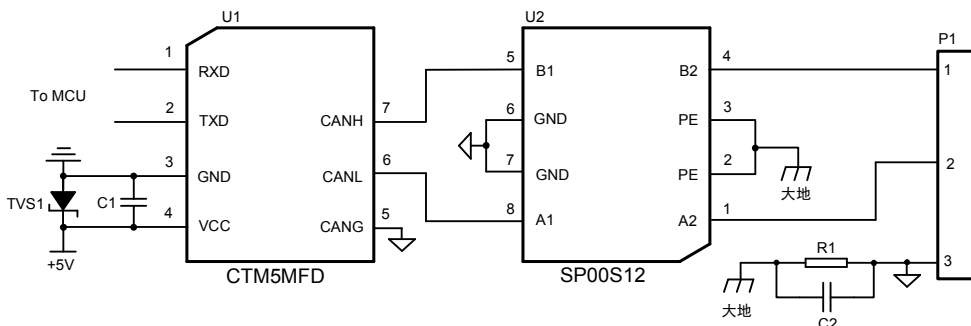 U1
U2
P1
1
RXD
To MCU
2
TXD
3
GND
TVS1
C1
4
VCC
+5V
CANH
7
CANL
6
CANG
5
CTM5MFD
5
B1
6
GND
7
GND
8
A1
B2
4
PE
3
PE
2
A2
1
大地
SP00S12
1
2
3
R1
C2
大地